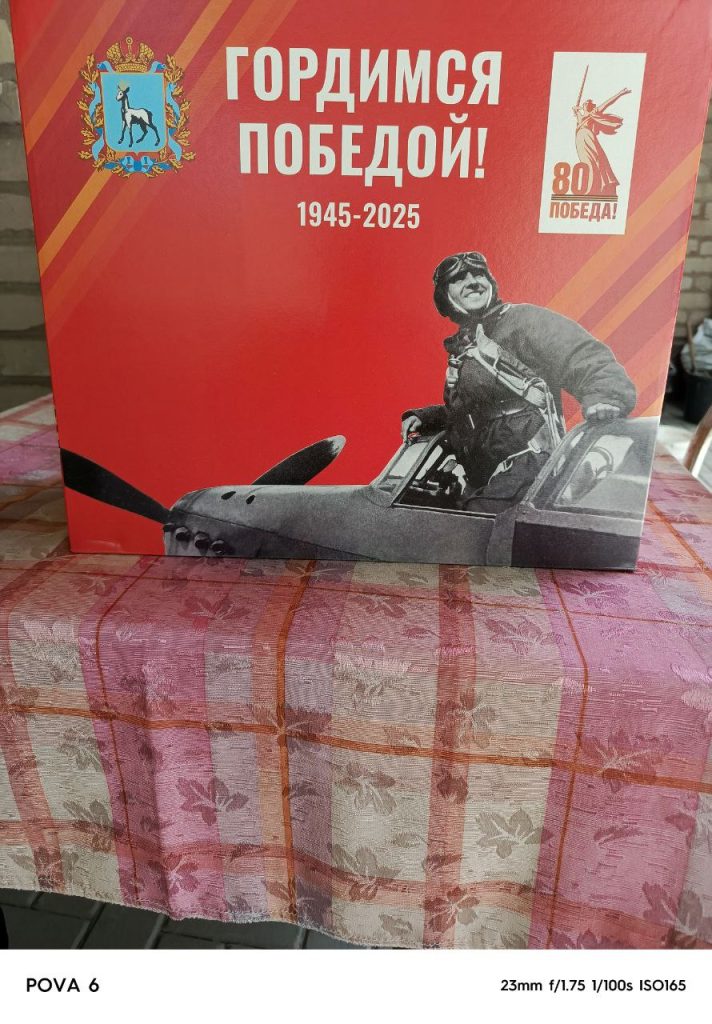 ГОРДИМСЯ
ПОБЕДОЙ!
1945-2025
80
ПОБЕДА!
POVA 6
23mm f/1.75 1/100s ISO165